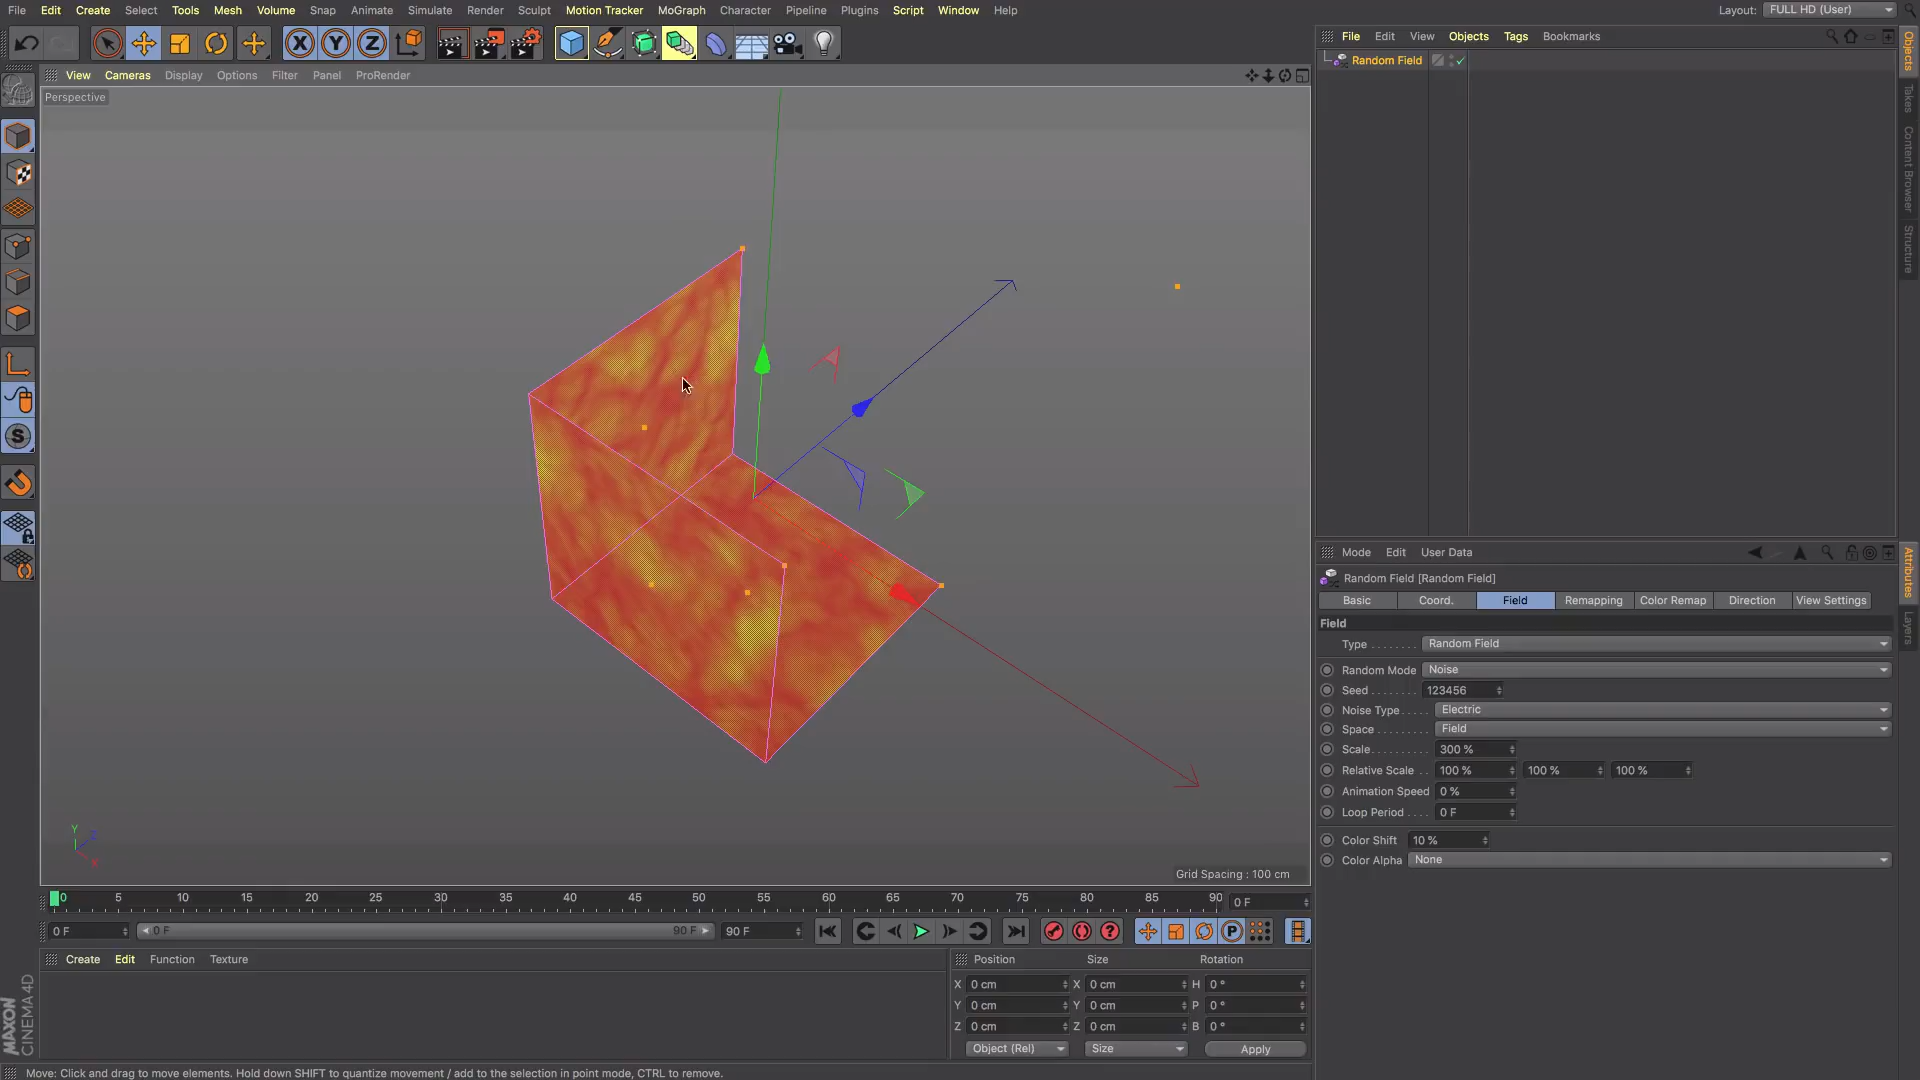 File Edit Create Select Tools Mesh Volume Snap Animate Simulate Render Sculpt Motion Tracker MoGraph Character Pipeline Plugins Script Window Help
Layout: FULL HD (User)
X Y Z
View Cameras Display Options Filter Panel ProRender
Perspective
File Edit View Objects Tags Bookmarks
Random Field
Objects
Takes
Content Browser
Structure
Mode Edit User Data
Random Field [Random Field]
Basic Coord. Field Remapping Color Remap Direction View Settings
Field
Type Random Field
Random Mode Noise
Seed 123456
Noise Type Electric
Space Field
Scale 300 %
Relative Scale 100 % 100 % 100 %
Animation Speed 0 %
Loop Period 0 F
Color Shift 10 %
Color Alpha None
Attributes
Layers
S
Y Z X
Grid Spacing : 100 cm
0 5 10 15 20 25 30 35 40 45 50 55 60 65 70 75 80 85 90 0 F
0 F 0 F 90 F 90 F
P
Create Edit Function Texture
Position Size Rotation
X 0 cm X 0 cm H 0 °
Y 0 cm Y 0 cm P 0 °
Z 0 cm Z 0 cm B 0 °
Object (Rel) Size Apply
MAXON
CINEMA 4D
Move: Click and drag to move elements. Hold down SHIFT to quantize movement / add to the selection in point mode, CTRL to remove.